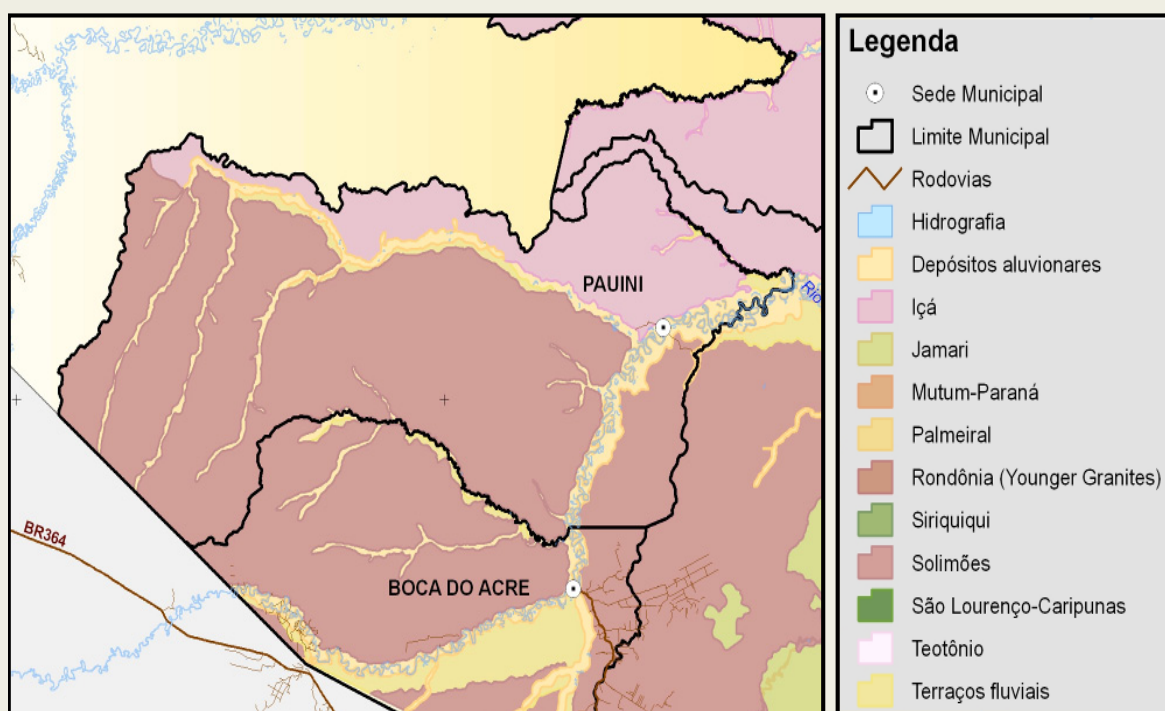 PAUINI
Rio
BR364
BOCA DO ACRE
Legenda
Sede Municipal
Limite Municipal
Rodovias
Hidrografia
Depósitos aluvionares
Içá
Jamari
Mutum-Paraná
Palmeiral
Rondônia (Younger Granites)
Siriquiqui
Solimões
São Lourenço-Caripunas
Teotônio
Terraços fluviais